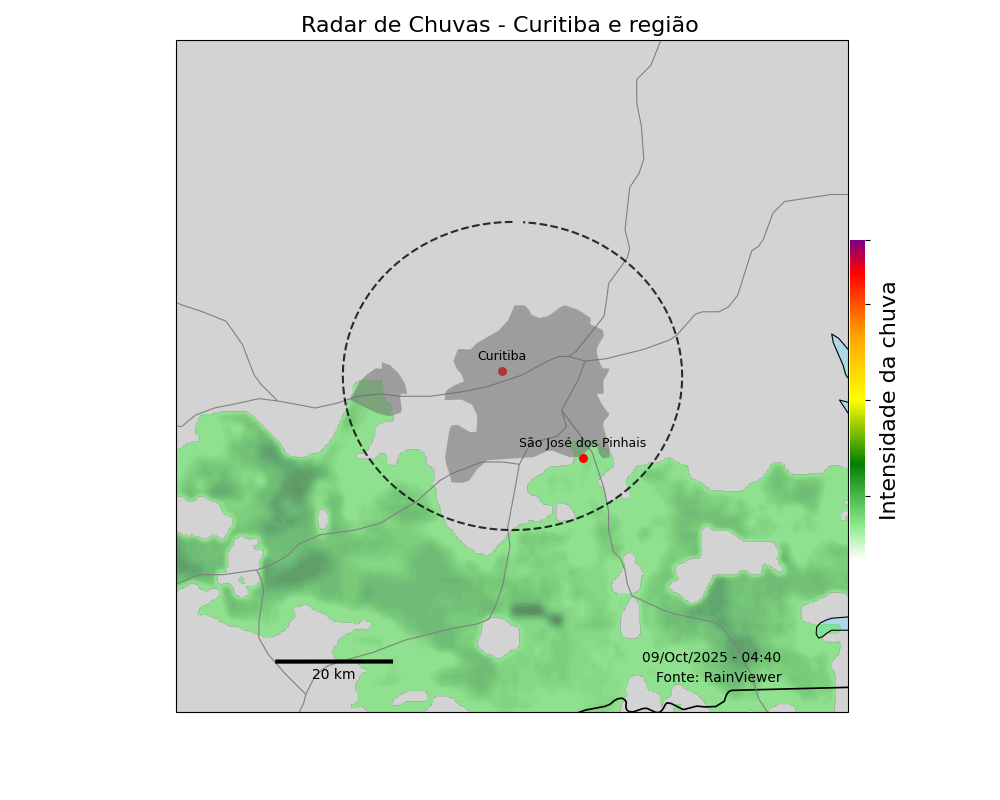 Radar de Chuvas - Curitiba e região
Curitiba
São José dos Pinhais
Intensidade da chuva
09/Oct/2025 - 04:40
Fonte: RainViewer
20 km